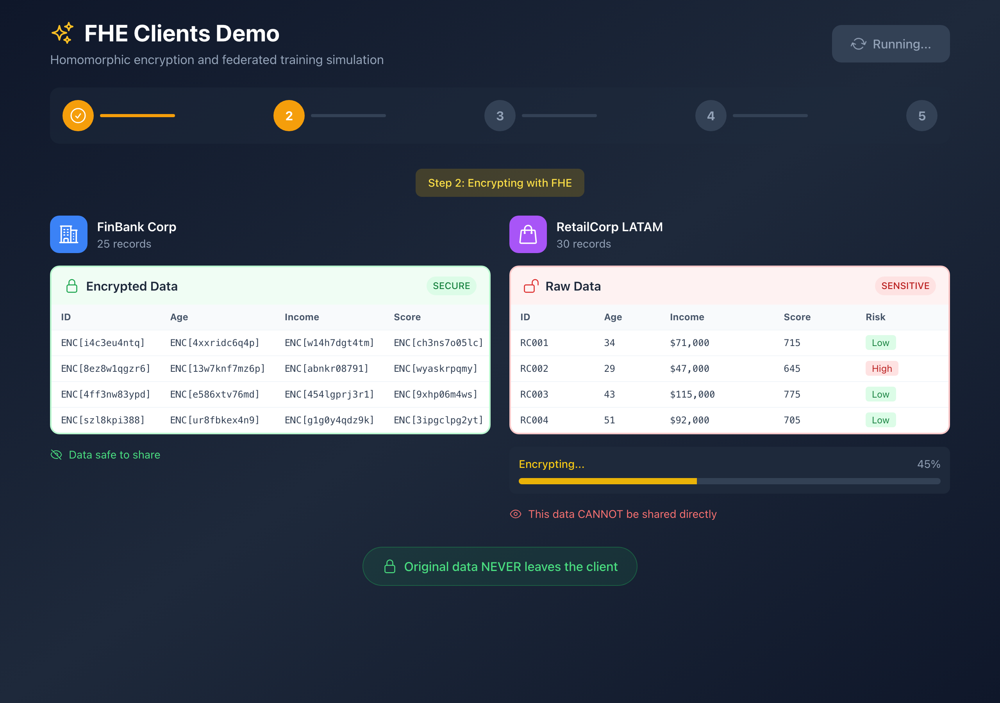 FHE Clients Demo
Homomorphic encryption and federated training simulation
Running...
2
3
4
5
Step 2: Encrypting with FHE
FinBank Corp
25 records
Encrypted Data
SECURE
ID Age Income Score
ENC[i4c3eu4ntq] ENC[4xxridc6q4p] ENC[w14h7dgt4tm] ENC[ch3ns7o05lc]
ENC[8ez8w1qgzr6] ENC[13w7knf7mz6p] ENC[abnkr08791] ENC[wyaskrpqmy]
ENC[4ff3nw83ypd] ENC[e586xtv76md] ENC[454lgprj3r1] ENC[9xhp06m4ws]
ENC[szl8kpi388] ENC[ur8fbkex4n9] ENC[g1g0y4qdz9k] ENC[3ipgclpg2yt]
Data safe to share
RetailCorp LATAM
30 records
Raw Data
SENSITIVE
ID Age Income Score Risk
RC001 34 $71,000 715 Low
RC002 29 $47,000 645 High
RC003 43 $115,000 775 Low
RC004 51 $92,000 705 Low
Encrypting...
45%
This data CANNOT be shared directly
Original data NEVER leaves the client